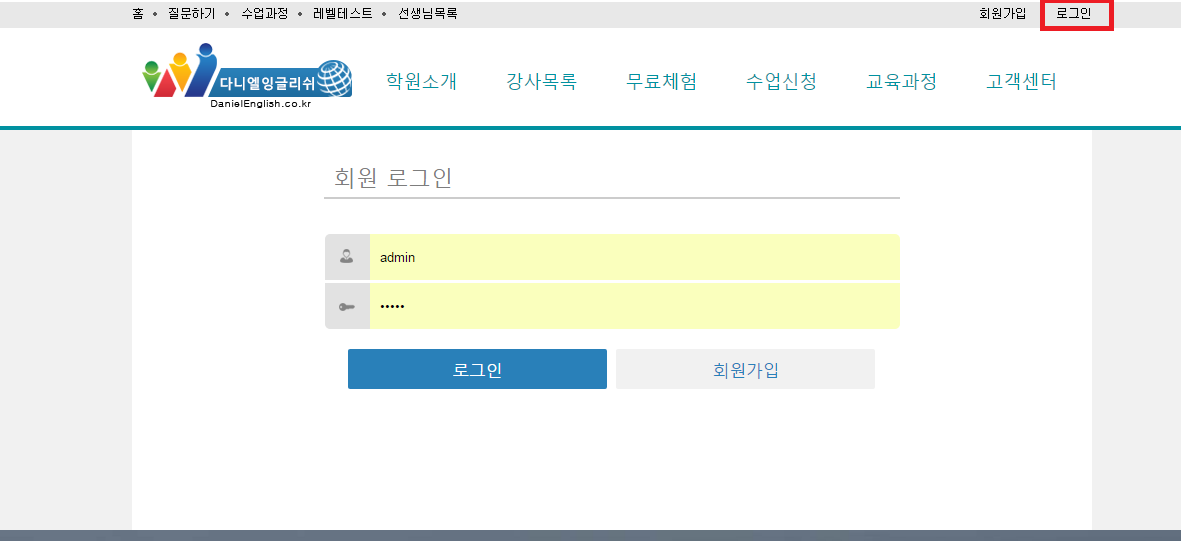 홈 • 질문하기 • 수업과정 • 레벨테스트 • 선생님목록 회원가입 로그인
다니엘잉글리쉬
DanielEnglish.co.kr
학원소개 강사목록 무료체험 수업신청 교육과정 고객센터
회원 로그인
admin
•••••
로그인 회원가입